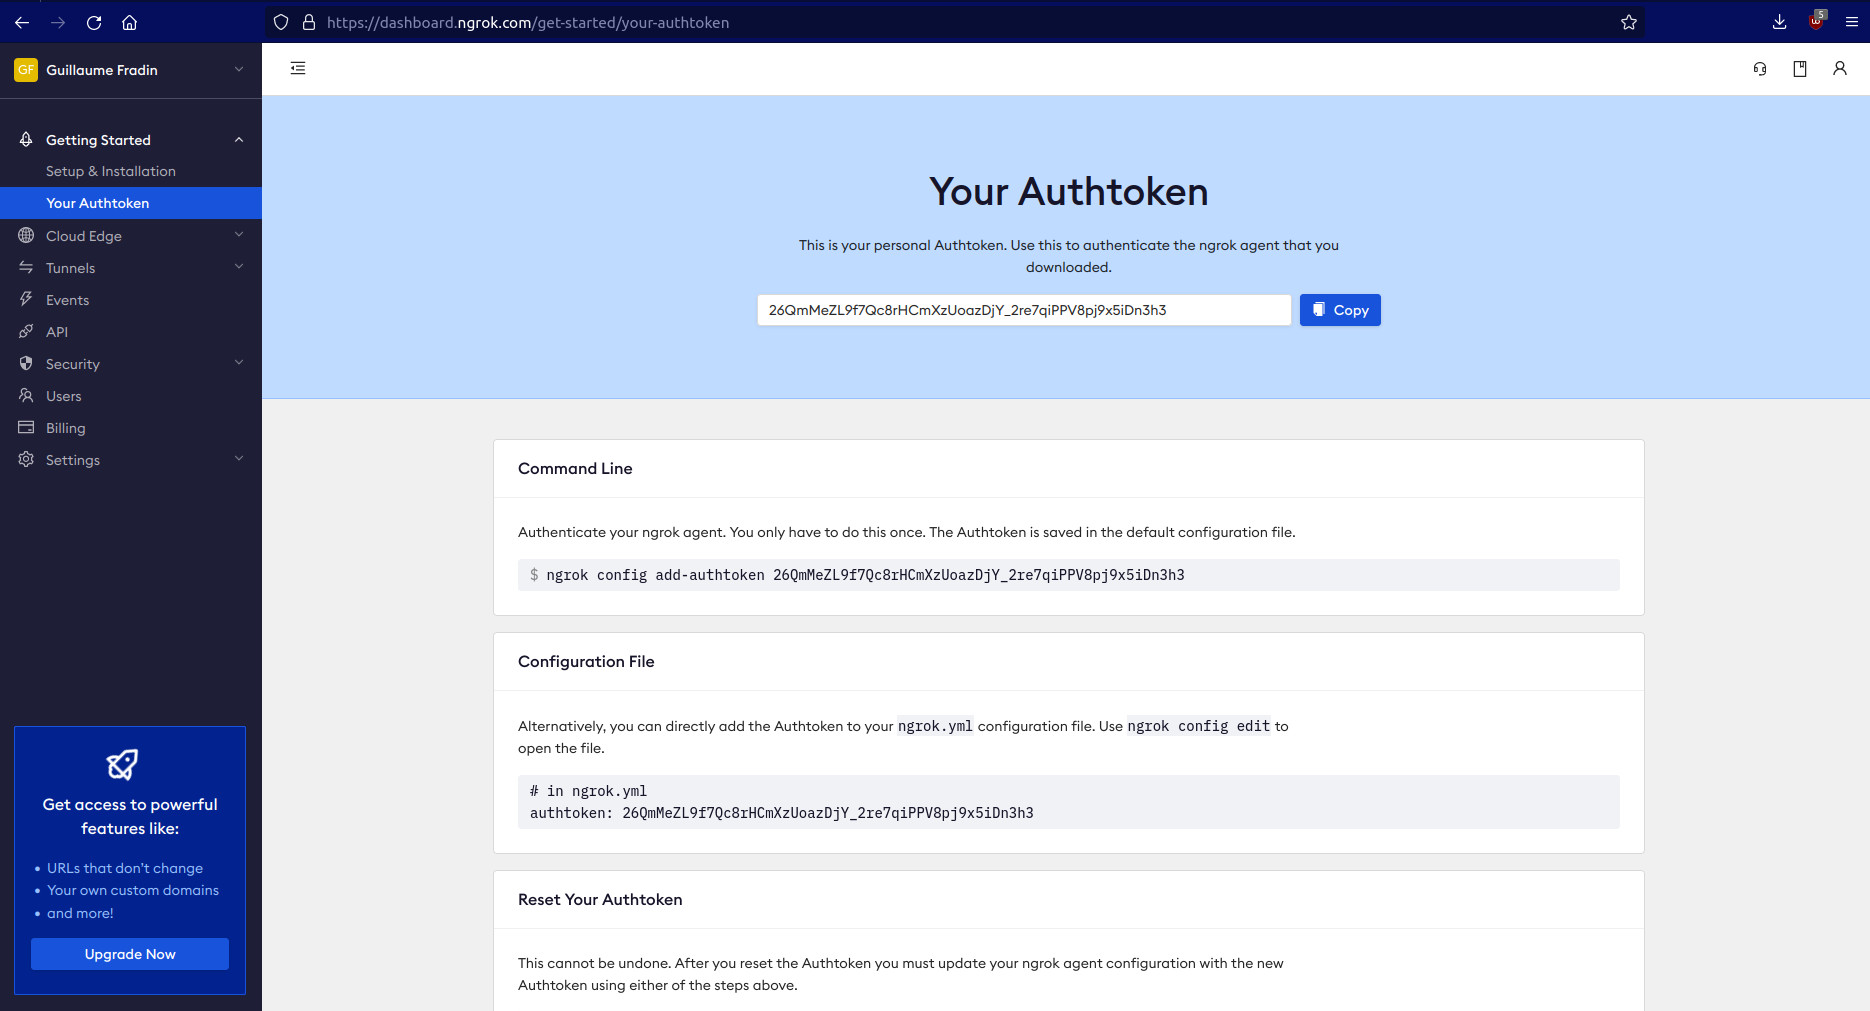 https://dashboard.ngrok.com/get-started/your-authtoken
5
GF Guillaume Fradin
Getting Started
Setup & Installation
Your Authtoken
Cloud Edge
Tunnels
Events
API
Security
Users
Billing
Settings
Get access to powerful
features like:
• URLs that don't change
• Your own custom domains
• and more!
Upgrade Now
Your Authtoken
This is your personal Authtoken. Use this to authenticate the ngrok agent that you
downloaded.
26QmMeZL9f7Qc8rHCmXzUoazDjY_2re7qiPPV8pj9x5iDn3h3
Copy
Command Line
Authenticate your ngrok agent. You only have to do this once. The Authtoken is saved in the default configuration file.
$ ngrok config add-authtoken 26QmMeZL9f7Qc8rHCmXzUoazDjY_2re7qiPPV8pj9x5iDn3h3
Configuration File
Alternatively, you can directly add the Authtoken to your ngrok.yml configuration file. Use ngrok config edit to
open the file.
# in ngrok.yml
authtoken: 26QmMeZL9f7Qc8rHCmXzUoazDjY_2re7qiPPV8pj9x5iDn3h3
Reset Your Authtoken
This cannot be undone. After you reset the Authtoken you must update your ngrok agent configuration with the new
Authtoken using either of the steps above.